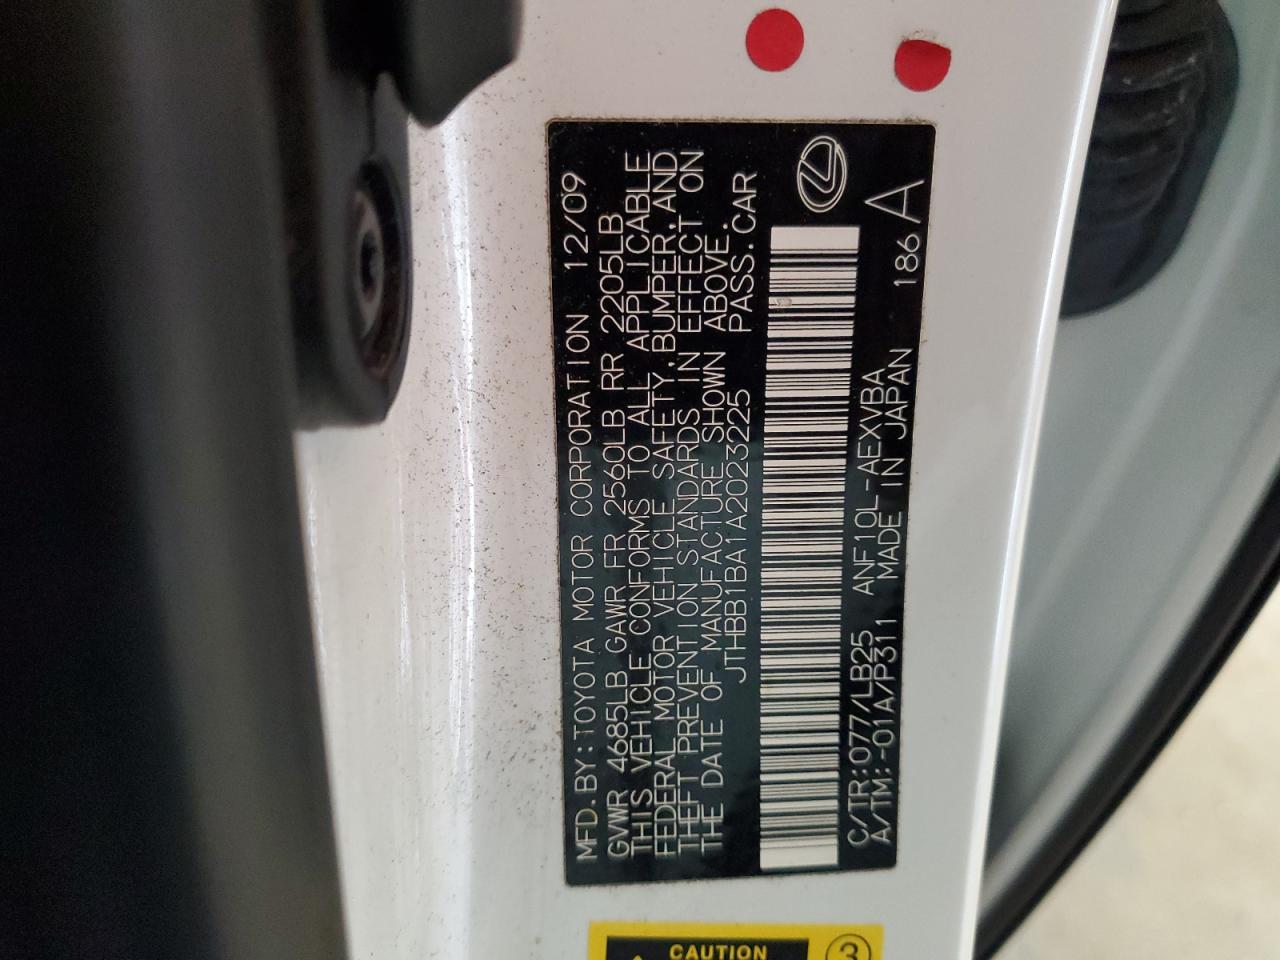 MFD.BY:TOYOTA MOTOR CORPORATION 12/09
GVWR 4685LB GAWR FR 2560LB RR 2205LB
THIS VEHICLE CONFORMS TO ALL APPLICABLE
FEDERAL MOTOR VEHICLE SAFETY,BUMPER,AND
THEFT PREVENTION STANDARDS IN EFFECT ON
THE DATE OF MANUFACTURE SHOWN ABOVE.
JTHBB1BA1A2023225 PASS.CAR
C/TR:077/LB25 ANF10L-AEXVBA 186
A/TM:-01A/P311 MADE IN JAPAN A
CAUTION
3